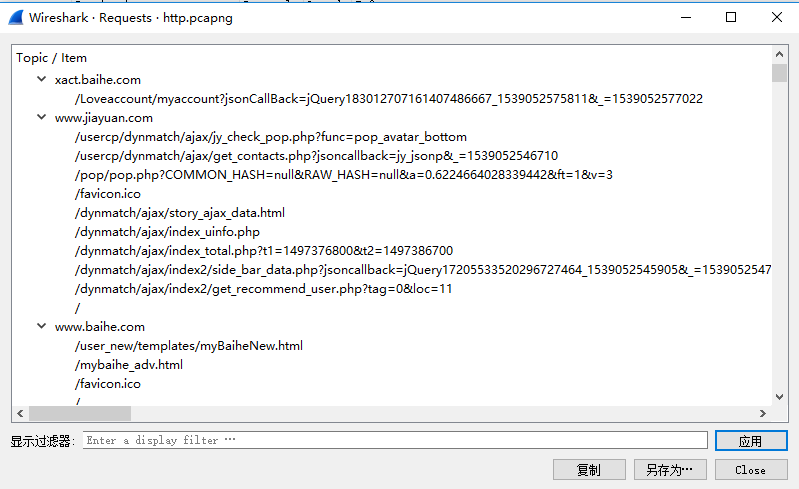 Wireshark · Requests · http.pcapng
Topic / Item
xact.baihe.com
/Loveaccount/myaccount?jsonCallBack=jQuery183012707161407486667_1539052575811&_=1539052577022
www.jiayuan.com
/usercp/dynmatch/ajax/jy_check_pop.php?func=pop_avatar_bottom
/usercp/dynmatch/ajax/get_contacts.php?jsoncallback=jy_jsonp&_=1539052546710
/pop/pop.php?COMMON_HASH=null&RAW_HASH=null&a=0.6224664028339442&ft=1&v=3
/favicon.ico
/dynmatch/ajax/story_ajax_data.html
/dynmatch/ajax/index_uinfo.php
/dynmatch/ajax/index_total.php?t1=1497376800&t2=1497386700
/dynmatch/ajax/index2/side_bar_data.php?jsoncallback=jQuery17205533520296727464_1539052545905&_=153905254​7
/dynmatch/ajax/index2/get_recommend_user.php?tag=0&loc=11
/
www.baihe.com
/user_new/templates/myBaiheNew.html
/mybaihe_adv.html
/favicon.ico
/
显示过滤器: Enter a display filter … 应用
复制 另存为… Close